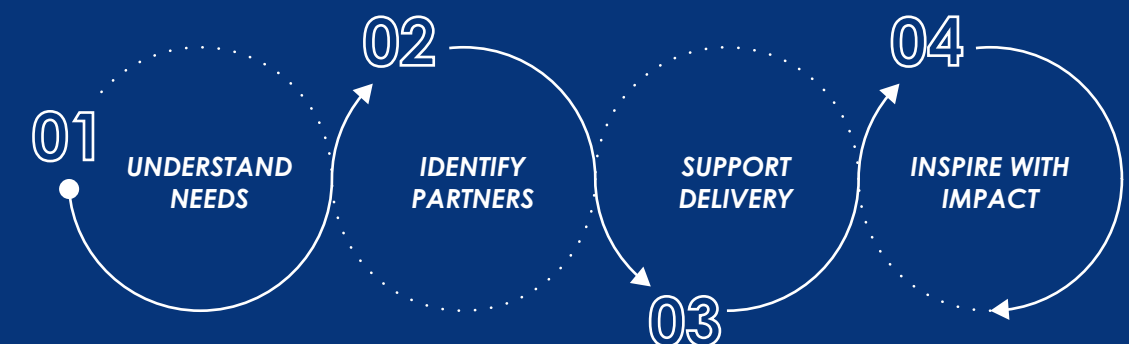 01
UNDERSTAND
NEEDS
02
IDENTIFY
PARTNERS
03
SUPPORT
DELIVERY
04
INSPIRE WITH
IMPACT